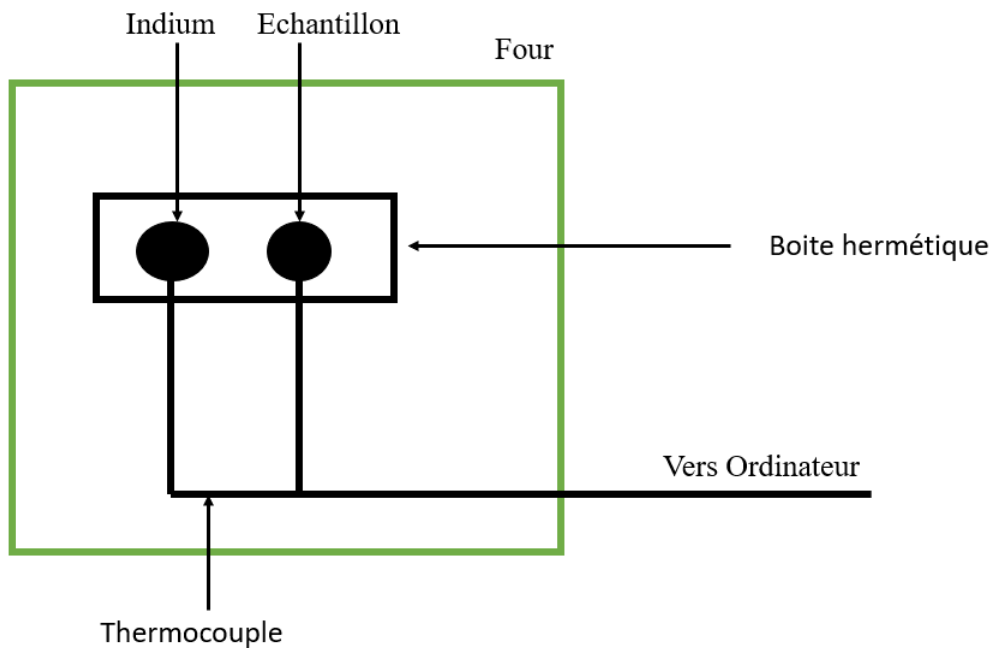 Indium
Echantillon
Four
Boite hermétique
Vers Ordinateur
Thermocouple